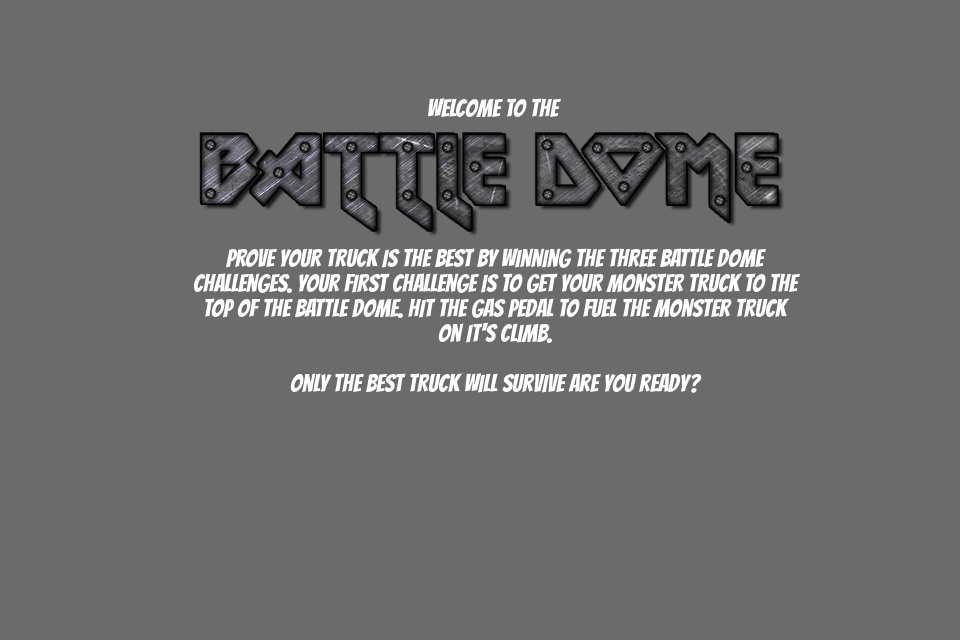 WELCOME TO THE
BATTLE DOME
PROVE YOUR TRUCK IS THE BEST BY WINNING THE THREE BATTLE DOME
CHALLENGES. YOUR FIRST CHALLENGE IS TO GET YOUR MONSTER TRUCK TO THE
TOP OF THE BATTLE DOME. HIT THE GAS PEDAL TO FUEL THE MONSTER TRUCK
ON IT'S CLIMB.
ONLY THE BEST TRUCK WILL SURVIVE ARE YOU READY?